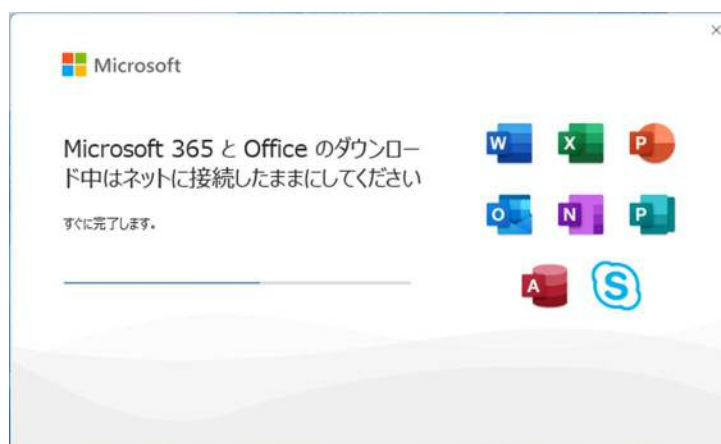 Microsoft
Microsoft 365 と Office のダウンロー
ド中はネットに接続したままにしてください
すぐに完了します。
W
X
P
O
N
P
A
S